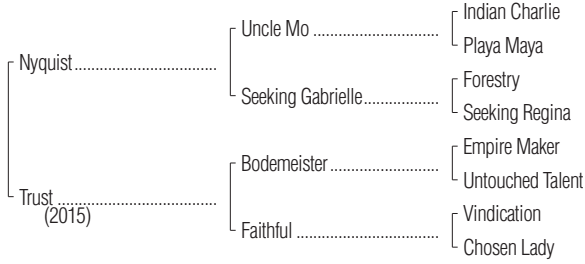 Indian Charlie
Uncle Mo
Playa Maya
Nyquist
Forestry
Seeking Gabrielle
Seeking Regina
Empire Maker
Bodemeister
Untouched Talent
Trust
(2015)
Vindication
Faithful
Chosen Lady